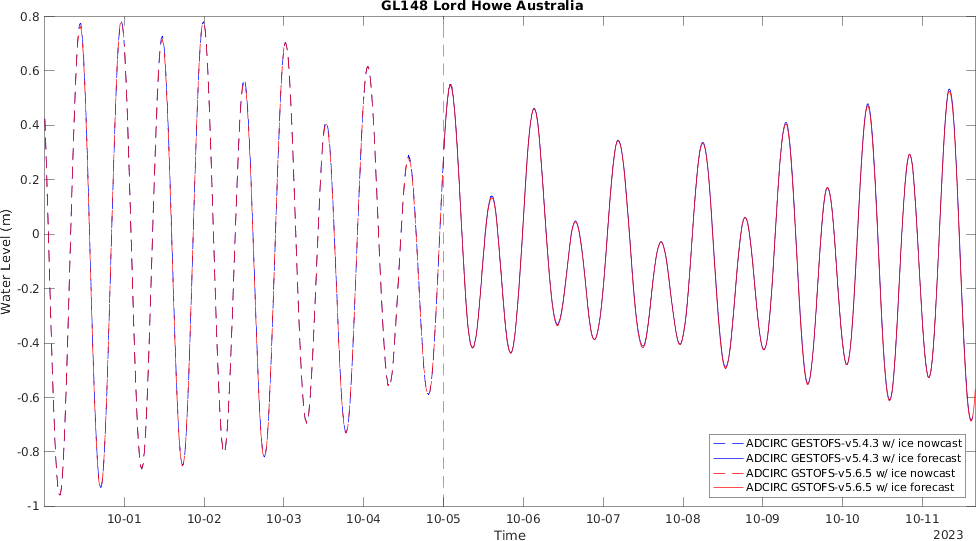 GL148 Lord Howe Australia
0.8
0.6
0.4
0.2
0
-0.2
-0.4
-0.6
-0.8
-1
Water Level (m)
ADCIRC GESTOFS-v5.4.3 w/ ice nowcast
ADCIRC GESTOFS-v5.4.3 w/ ice forecast
ADCIRC GSTOFS-v5.6.5 w/ ice nowcast
ADCIRC GSTOFS-v5.6.5 w/ ice forecast
10-01 10-02 10-03 10-04 10-05 10-06 10-07 10-08 10-09 10-10 10-11
Time
2023